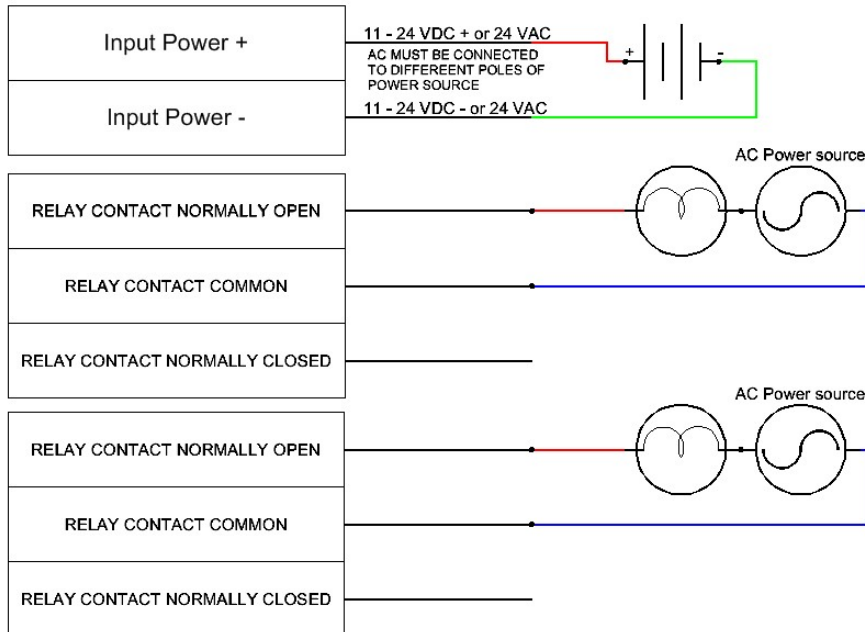 Input Power +
11 - 24 VDC + or 24 VAC
AC MUST BE CONNECTED
TO DIFFEREENT POLES OF
POWER SOURCE
+
-
Input Power -
11 - 24 VDC - or 24 VAC
AC Power source
RELAY CONTACT NORMALLY OPEN
RELAY CONTACT COMMON
RELAY CONTACT NORMALLY CLOSED
AC Power source
RELAY CONTACT NORMALLY OPEN
RELAY CONTACT COMMON
RELAY CONTACT NORMALLY CLOSED